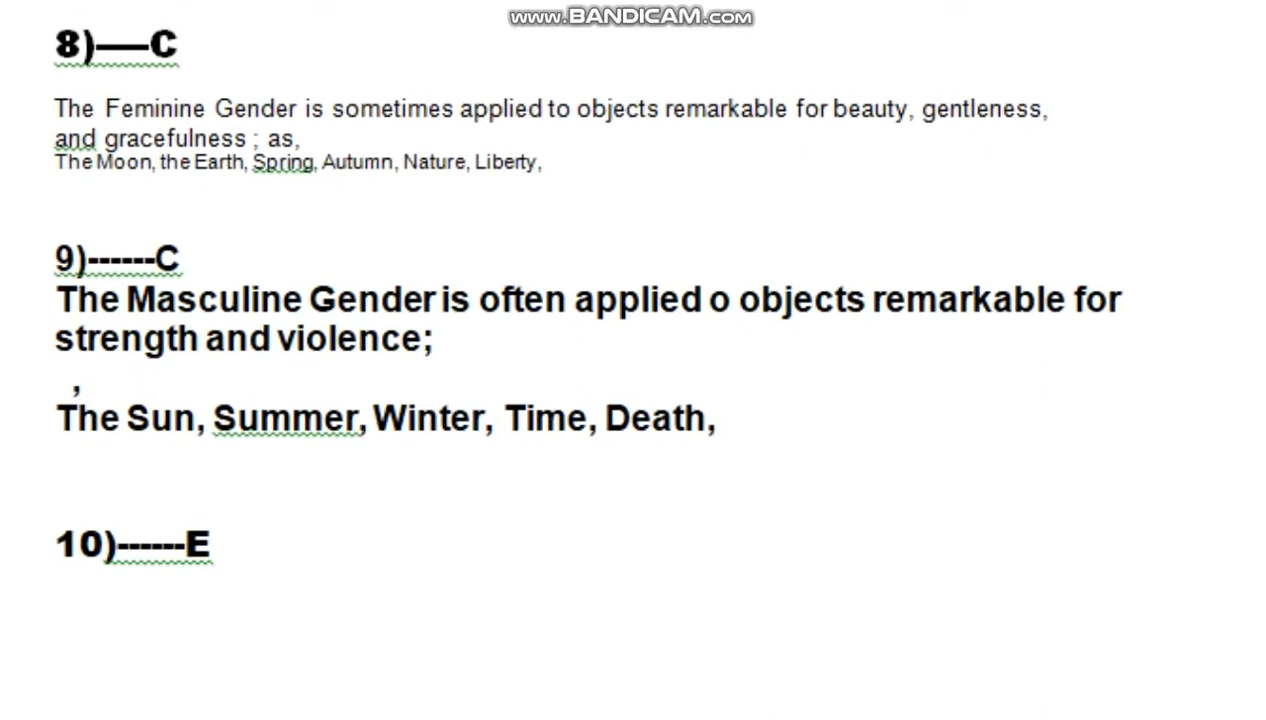 www.BANDICAM.com
8)—–C
The Feminine Gender is sometimes applied to objects remarkable for beauty, gentleness,
and gracefulness ; as,
The Moon, the Earth, Spring, Autumn, Nature, Liberty,
9)------C
The Masculine Gender is often applied o objects remarkable for
strength and violence;
,
The Sun, Summer, Winter, Time, Death,
10)------E